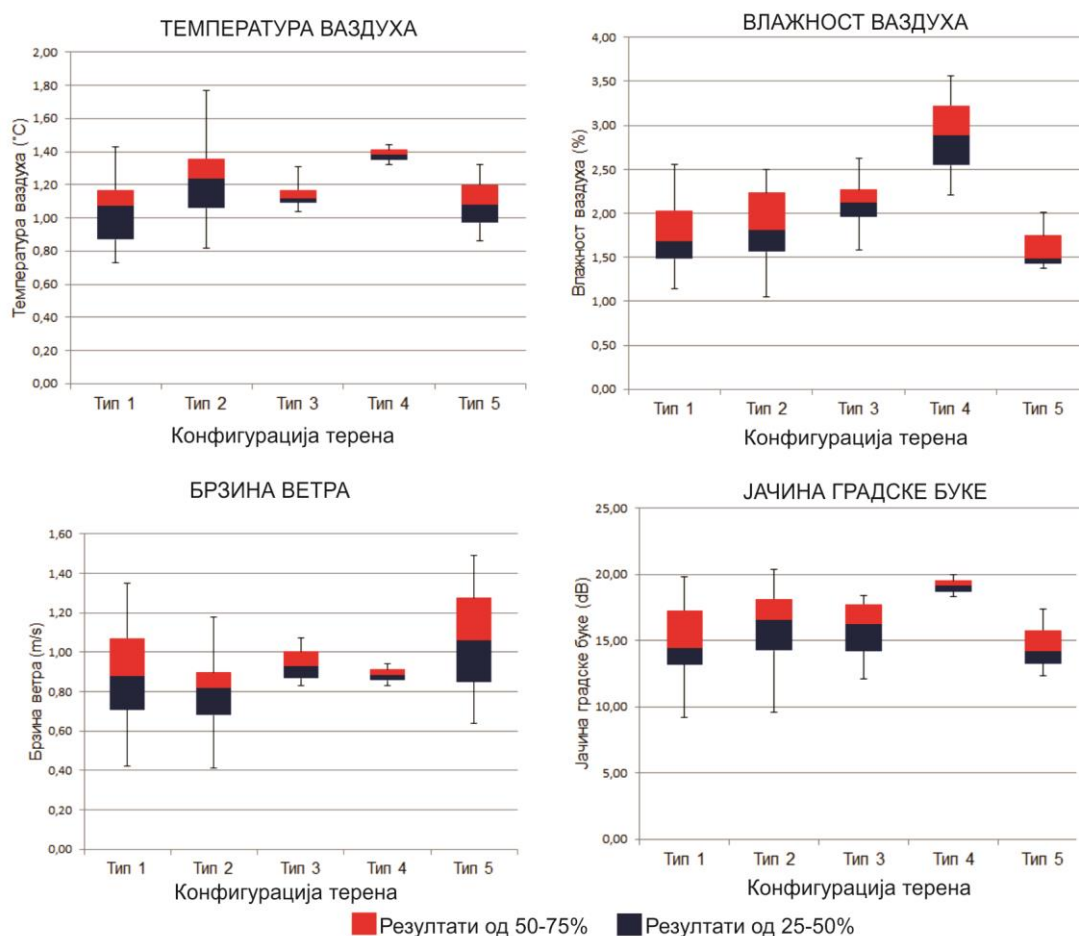 ТЕМПЕРАТУРА ВАЗДУХА
Температура ваздуха (°C)
2,00
1,80
1,60
1,40
1,20
1,00
0,80
0,60
0,40
0,20
0,00
Тип 1 Тип 2 Тип 3 Тип 4 Тип 5
Конфигурација терена
ВЛАЖНОСТ ВАЗДУХА
Влажност ваздуха (%)
4,00
3,50
3,00
2,50
2,00
1,50
1,00
0,50
0,00
Тип 1 Тип 2 Тип 3 Тип 4 Тип 5
Конфигурација терена
БРЗИНА ВЕТРА
Брзина ветра (m/s)
1,60
1,40
1,20
1,00
0,80
0,60
0,40
0,20
0,00
Тип 1 Тип 2 Тип 3 Тип 4 Тип 5
Конфигурација терена
ЈАЧИНА ГРАДСКЕ БУКЕ
Јачина градске буке (dB)
25,00
20,00
15,00
10,00
5,00
0,00
Тип 1 Тип 2 Тип 3 Тип 4 Тип 5
Конфигурација терена
Резултати од 50-75% Резултати од 25-50%